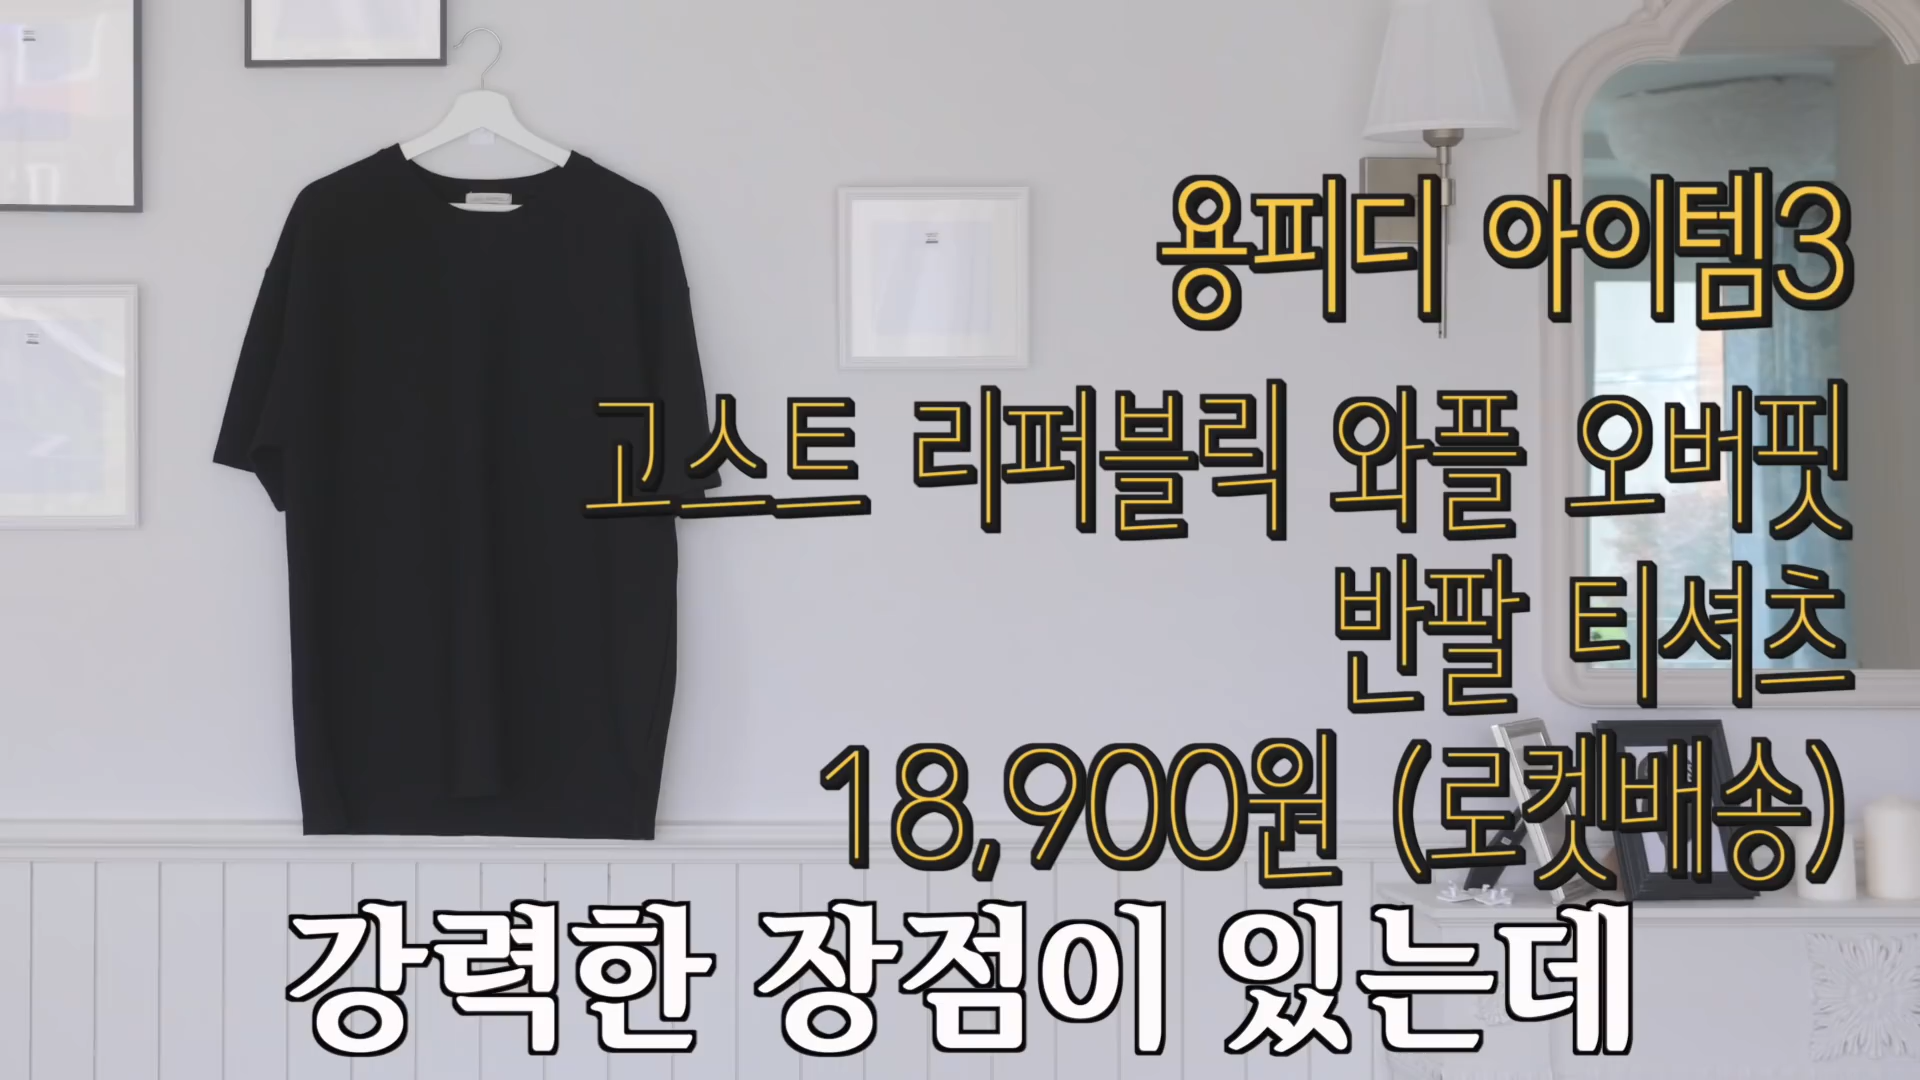 용피디 아이템3
고스트 리퍼블릭 와플 오버핏
반팔 티셔츠
18,900원 (로켓배송)
강력한 장점이 있는데